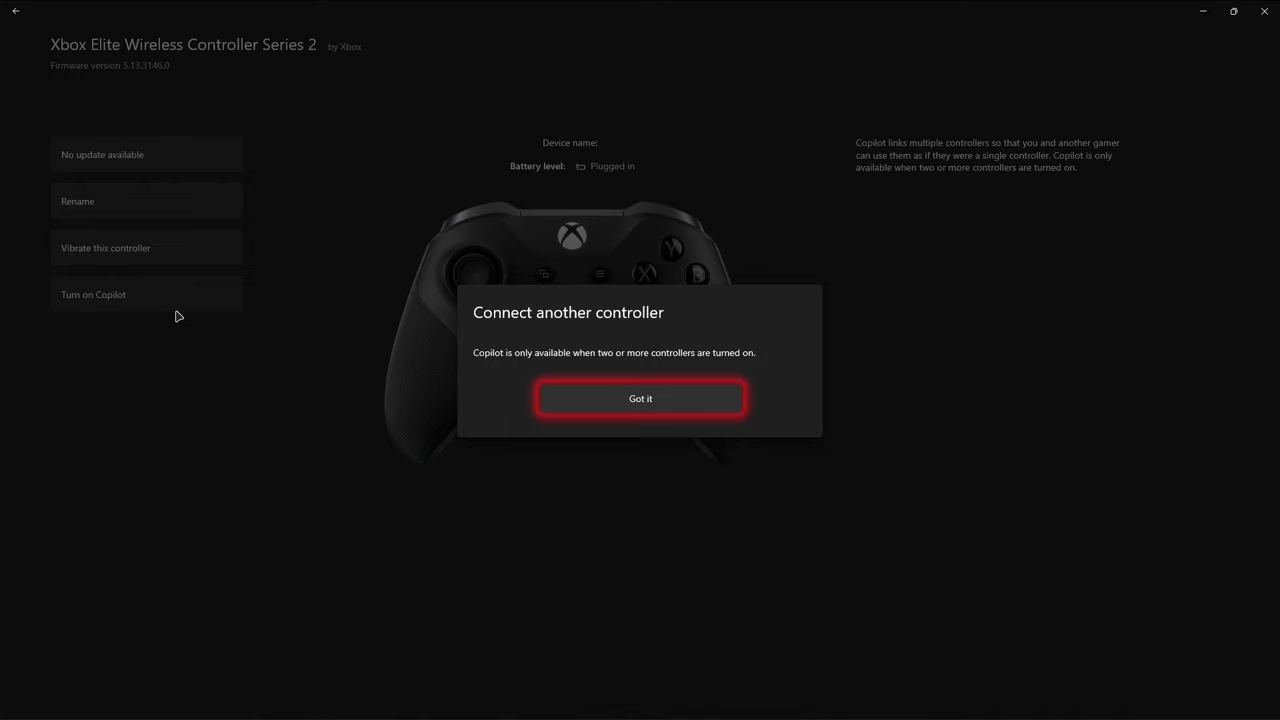 Xbox Elite Wireless Controller Series 2 by Xbox
Firmware version 5.13.3146.0
No update available
Rename
Vibrate this controller
Turn on Copilot
Device name:
Battery level: Plugged in
Y
X
B
Copilot links multiple controllers so that you and another gamer
can use them as if they were a single controller. Copilot is only
available when two or more controllers are turned on.
Connect another controller
Copilot is only available when two or more controllers are turned on.
Got it